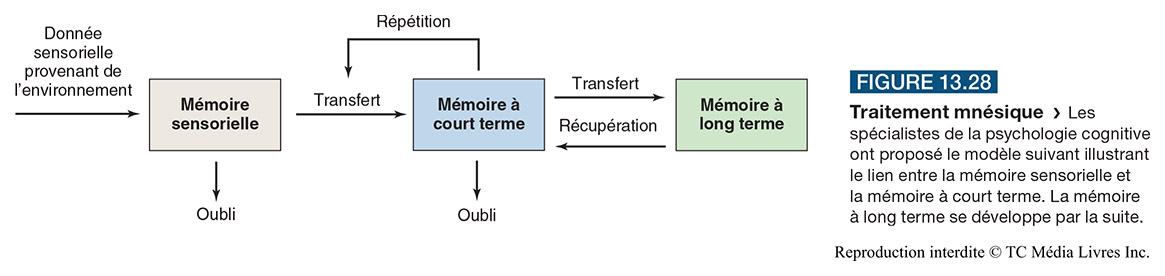 Répétition
Donnée
sensorielle
provenant de
l'environnement
Mémoire
sensorielle
Transfert
Mémoire à
court terme
Transfert
Récupération
Mémoire à
long terme
Oubli
Oubli
FIGURE 13.28
Traitement mnésique › Les
spécialistes de la psychologie cognitive
ont proposé le modèle suivant illustrant
le lien entre la mémoire sensorielle et
la mémoire à court terme. La mémoire
à long terme se développe par la suite.
Reproduction interdite © TC Média Livres Inc.